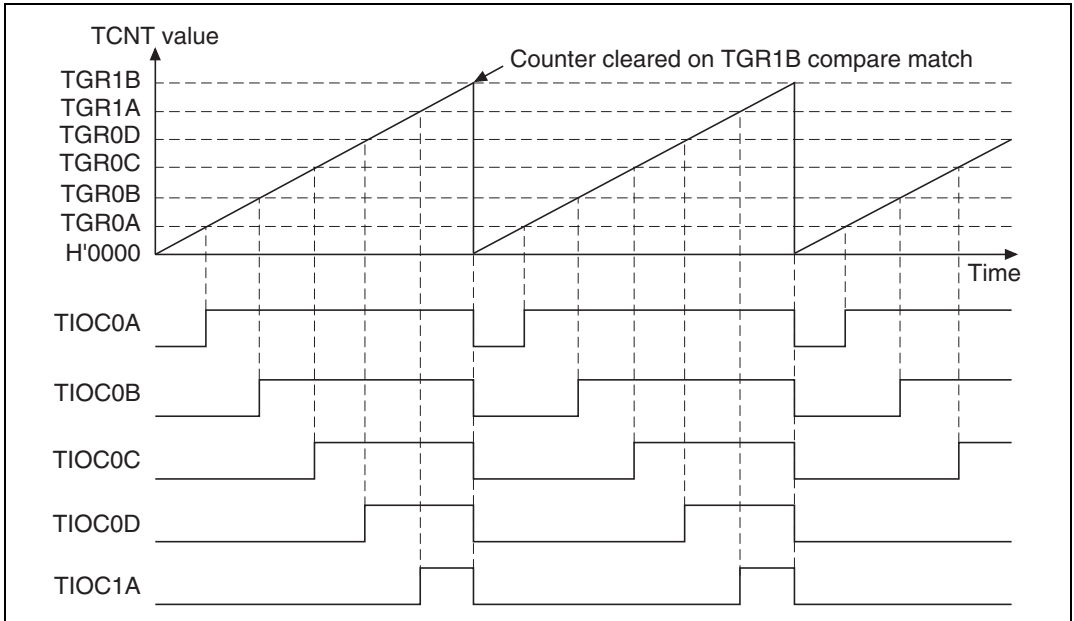 TCNT value
Counter cleared on TGR1B compare match
TGR1B
TGR1A
TGR0D
TGR0C
TGR0B
TGR0A
H'0000
Time
TIOC0A
TIOC0B
TIOC0C
TIOC0D
TIOC1A